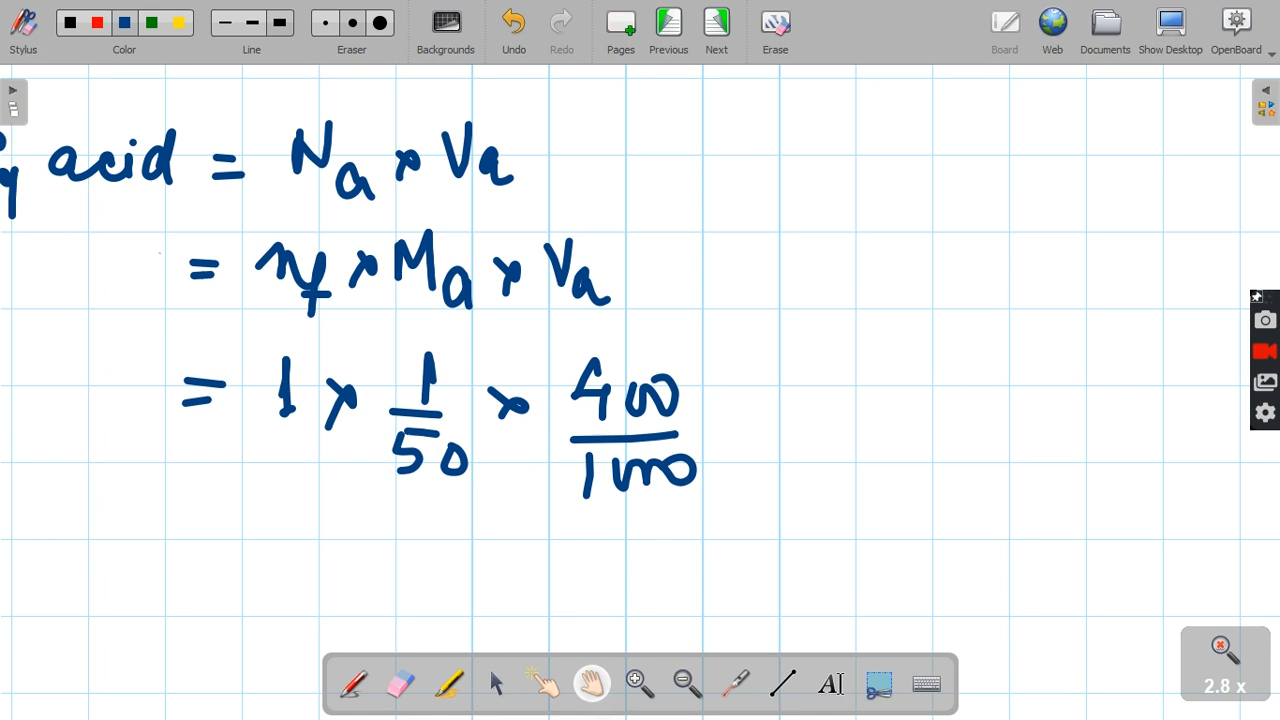 Stylus Color Line Eraser Backgrounds Undo Redo Pages Previous Next Erase Board Web Documents Show Desktop OpenBoard
acid = Na × Va
= nf × Ma × Va
= 1 × 1/50 × 400/1000
2.8 x